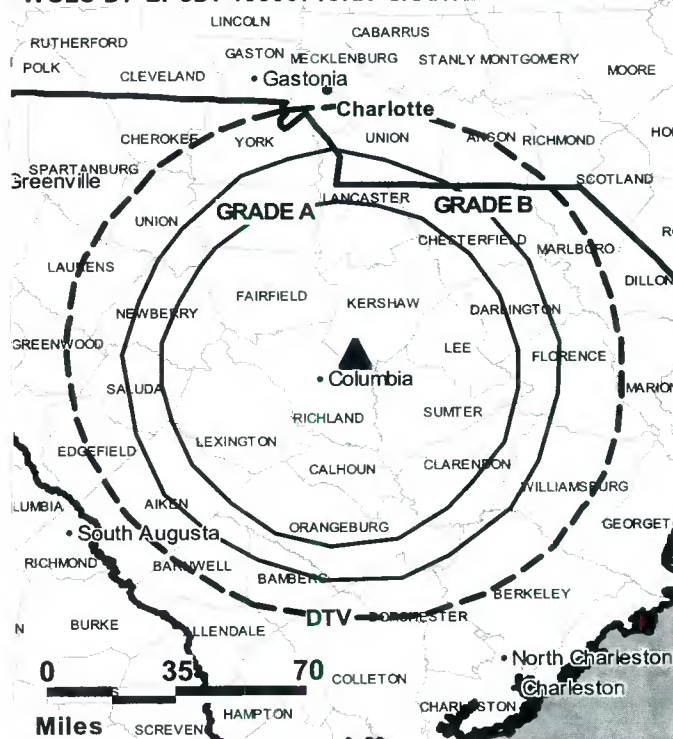 LINCOLN
CABARRUS
RUTHERFORD
GASTON MECKLENBURG STANLY MONTGOMERY
POLK
CLEVELAND
MOORE
Gastonia
Charlotte
CHEROKEE
YORK
UNION
ANSON RICHMOND
HO
SPARTANBURG
Greenville
SCOTLAND
LANCASTER
GRADE A
GRADE B
UNION
CHESTERFIELD
MARLBORO
LAURENS
DILLON
FAIRFIELD
KERSHAW
NEWBERRY
DARLINGTON
GREENWOOD
LEE
FLORENCE
Columbia
SALUDA
MARION
RICHLAND
SUMTER
LEXINGTON
EDGEFIELD
CALHOUN
CLARENDON
WILLIAMSBURG
LUMBIA
AIKEN
ORANGEBURG
GEORGET
South Augusta
RICHMOND
BARNWELL
BAMBERG
BERKELEY
DTV
DORCHESTER
N
BURKE
ALLENDALE
North Charleston
0 35 70
COLLETON
Charleston
CHARLESTON
HAMPTON
Miles
SCREVEN